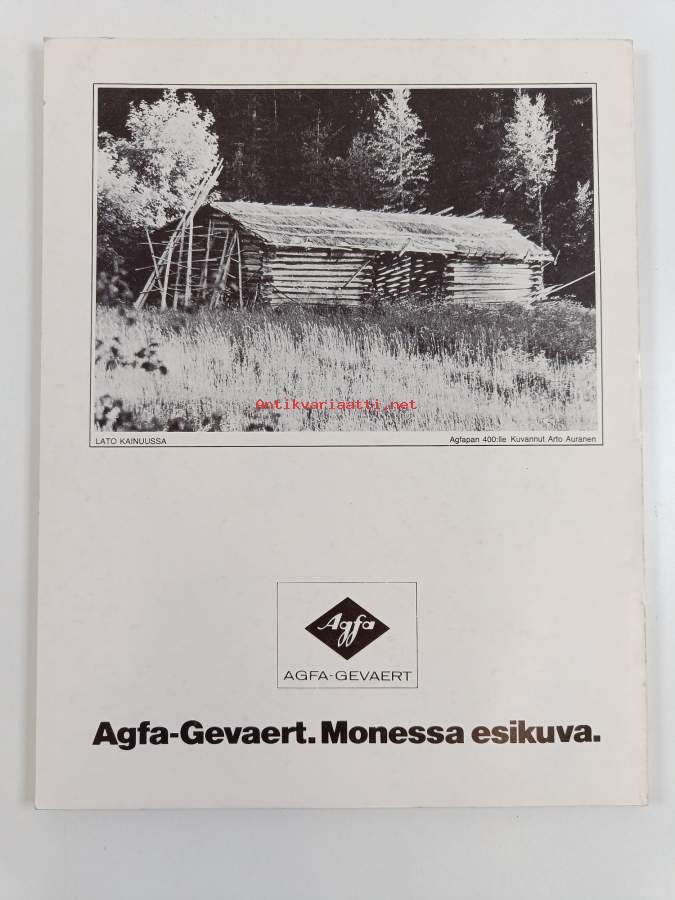 Antikvariaatti.net
LATO KAINUUSSA
Agfapan 400:lle Kuvannut Arto Auranen
Agfa
AGFA-GEVAERT
Agfa-Gevaert. Monessa esikuva.